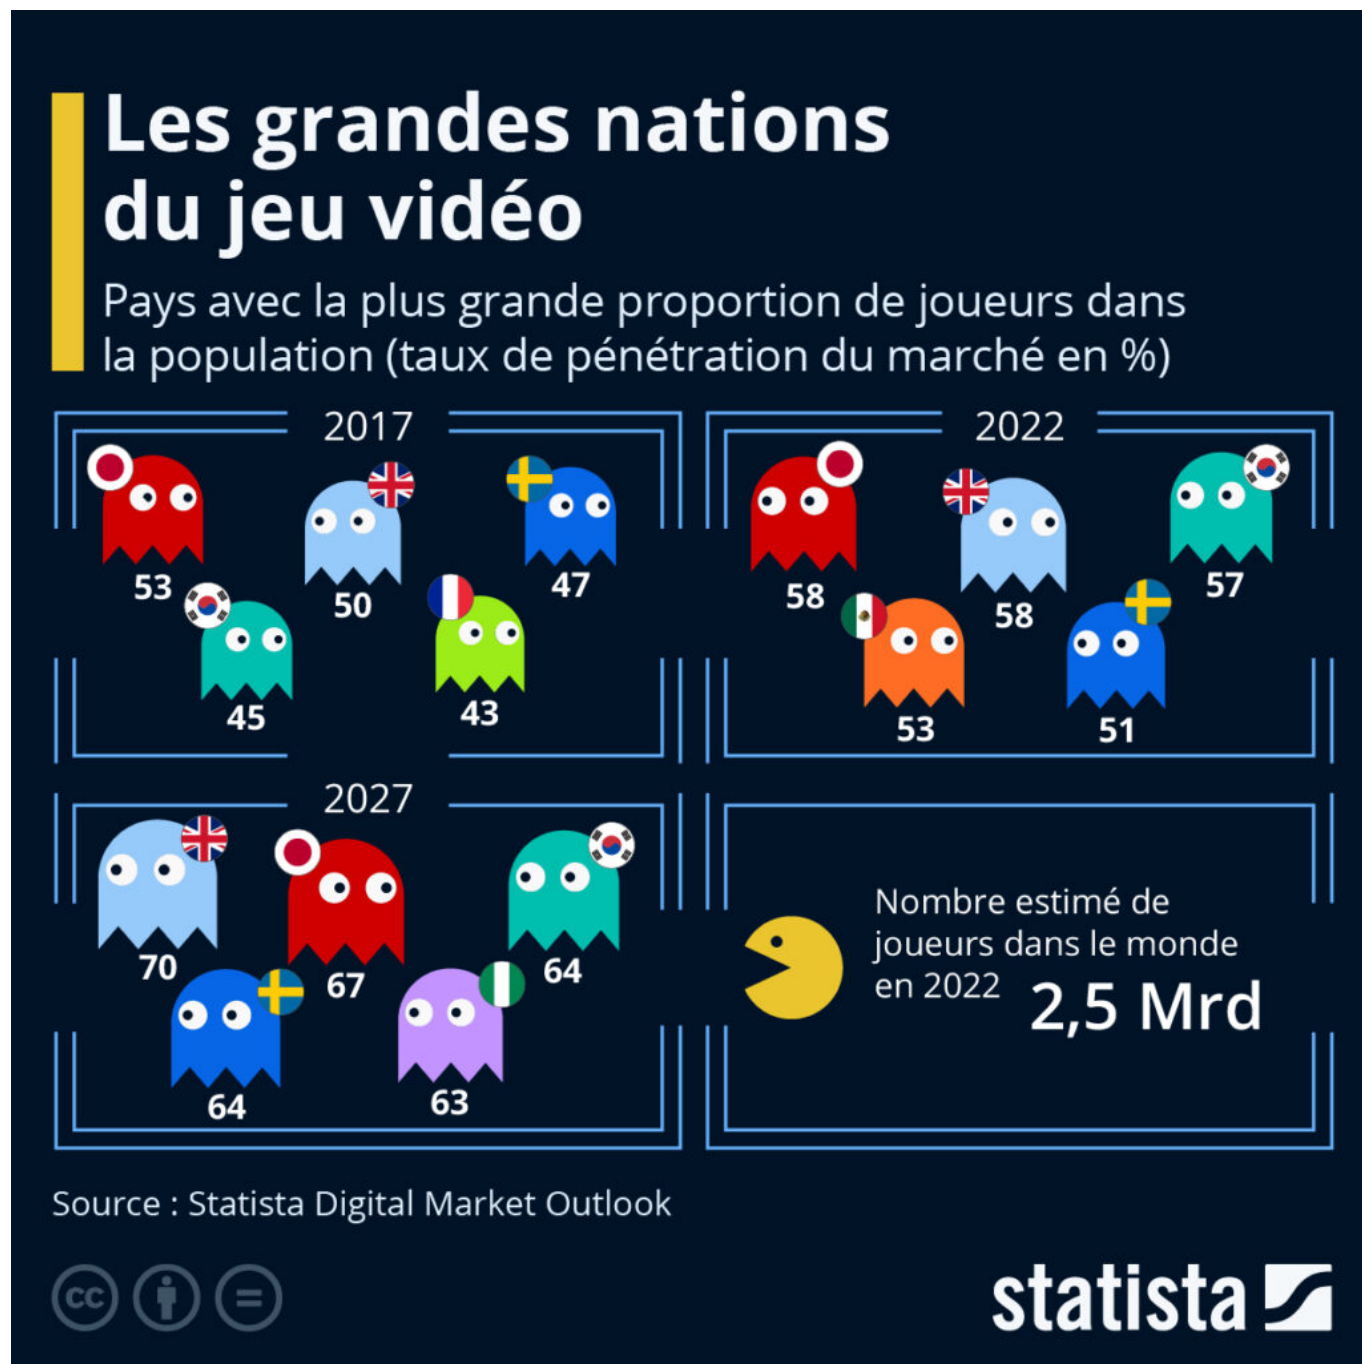 Les grandes nations
du jeu vidéo
Pays avec la plus grande proportion de joueurs dans
la population (taux de pénétration du marché en %)
2017
53
50
47
45
43
2022
58
58
57
53
51
2027
70
67
64
64
63
Nombre estimé de
joueurs dans le monde
en 2022 2,5 Mrd
Source : Statista Digital Market Outlook
cc
statista